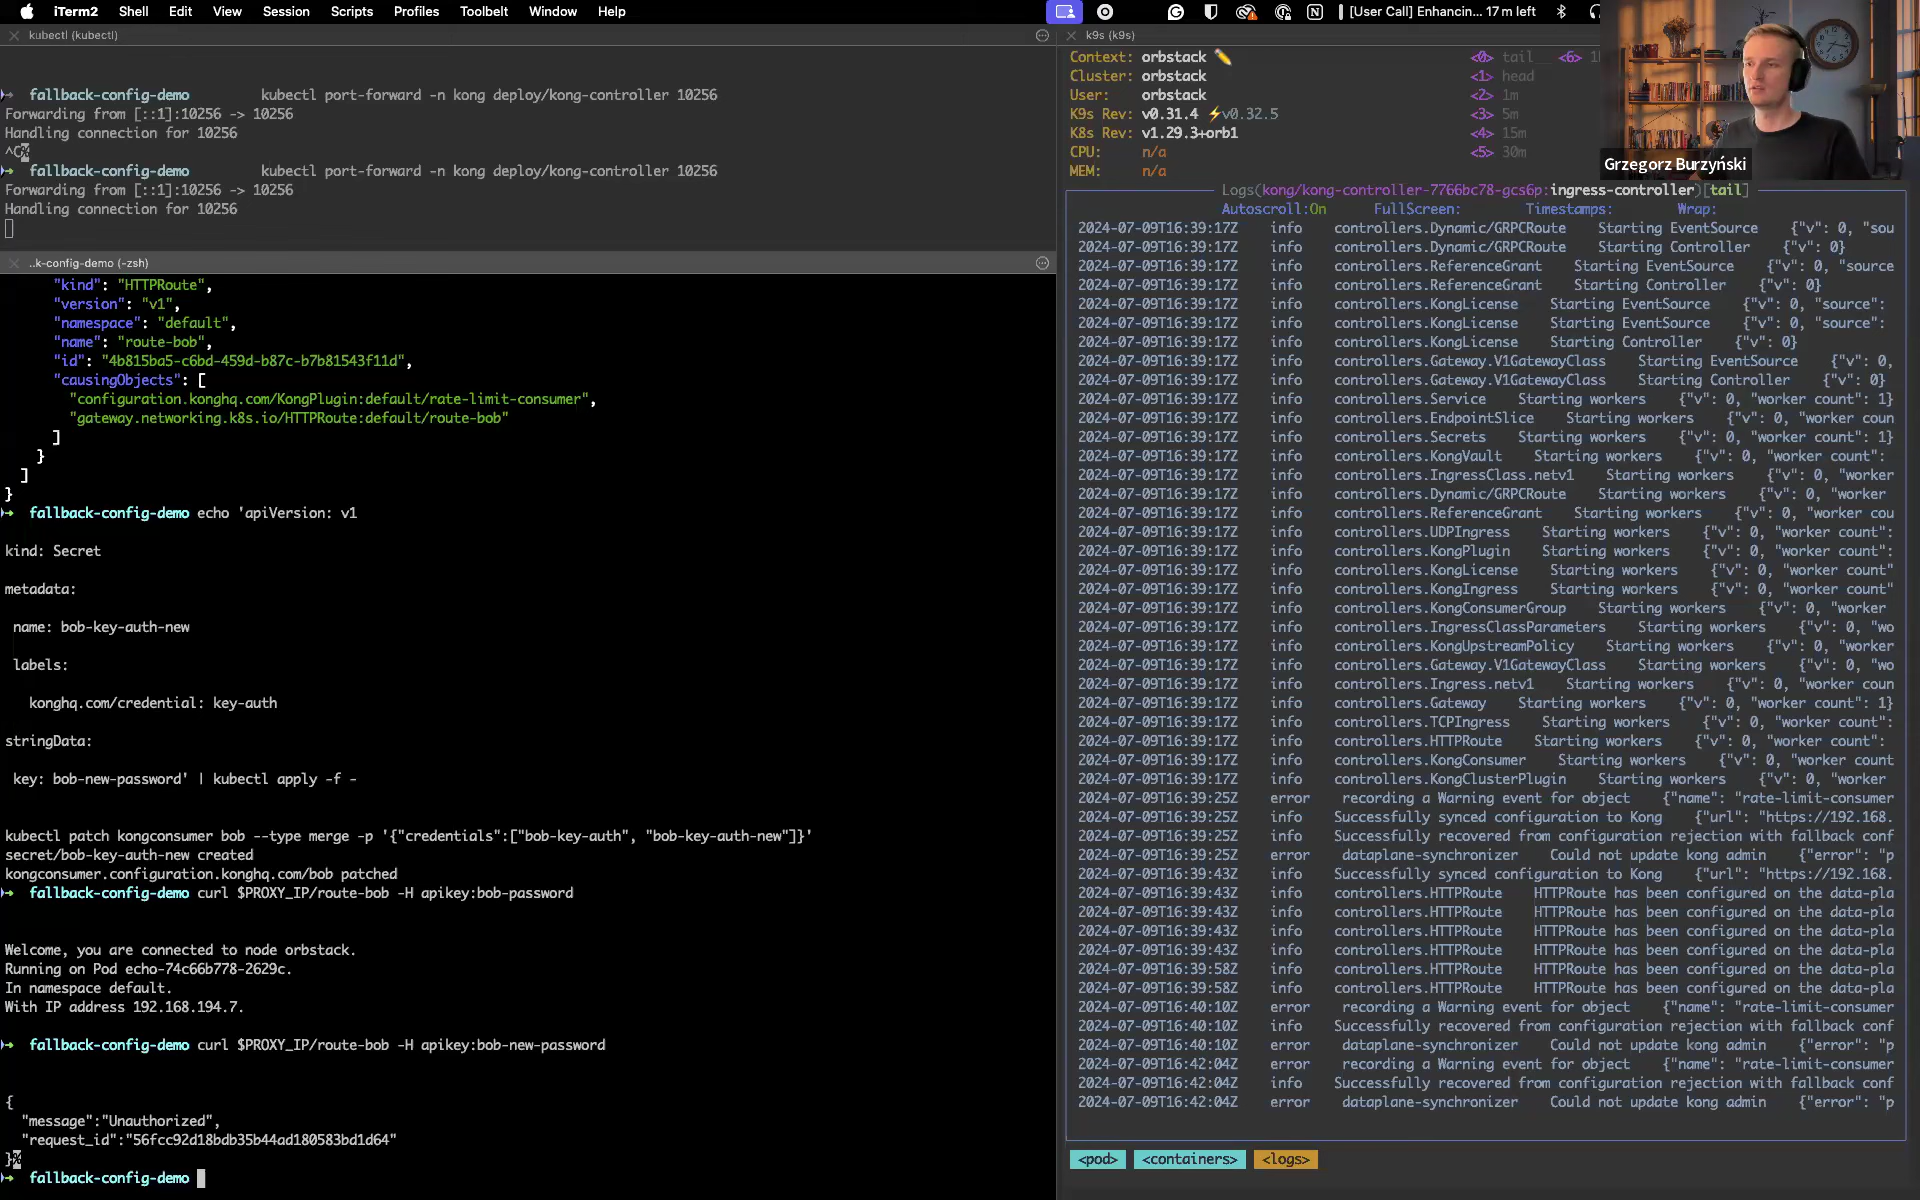 iTerm2 Shell Edit View Session Scripts Profiles Toolbelt Window Help
[User Call] Enhancin... 17 m left
kubectl (kubectl)
fallback-config-demo kubectl port-forward -n kong deploy/kong-controller 10256
Forwarding from [::1]:10256 -> 10256
Handling connection for 10256
^C%
fallback-config-demo kubectl port-forward -n kong deploy/kong-controller 10256
Forwarding from [::1]:10256 -> 10256
Handling connection for 10256
..k-config-demo (-zsh)
"kind": "HTTPRoute",
"version": "v1",
"namespace": "default",
"name": "route-bob",
"id": "4b815ba5-c6bd-459d-b87c-b7b81543f11d",
"causingObjects": [
"configuration.konghq.com/KongPlugin:default/rate-limit-consumer",
"gateway.networking.k8s.io/HTTPRoute:default/route-bob"
]
}
]
}
fallback-config-demo echo 'apiVersion: v1
kind: Secret
metadata:
name: bob-key-auth-new
labels:
konghq.com/credential: key-auth
stringData:
key: bob-new-password' | kubectl apply -f -
kubectl patch kongconsumer bob --type merge -p '{"credentials":["bob-key-auth", "bob-key-auth-new"]}'
secret/bob-key-auth-new created
kongconsumer.configuration.konghq.com/bob patched
fallback-config-demo curl $PROXY_IP/route-bob -H apikey:bob-password
Welcome, you are connected to node orbstack.
Running on Pod echo-74c66b778-2629c.
In namespace default.
With IP address 192.168.194.7.
fallback-config-demo curl $PROXY_IP/route-bob -H apikey:bob-new-password
{
"message":"Unauthorized",
"request_id":"56fcc92d18bdb35b44ad180583bd1d64"
}%
fallback-config-demo
k9s (k9s)
Context: orbstack <0> tail <6>
Cluster: orbstack <1> head
User: orbstack <2> 1m
K9s Rev: v0.31.4 ⚡v0.32.5 <3> 5m
K8s Rev: v1.29.3+orb1 <4> 15m
CPU: n/a <5> 30m
MEM: n/a
Grzegorz Burzyński
Logs(kong/kong-controller-7766bc78-gcs6p:ingress-controller)[tail]
Autoscroll:On FullScreen: Timestamps: Wrap:
2024-07-09T16:39:17Z info controllers.Dynamic/GRPCRoute Starting EventSource {"v": 0, "sou
2024-07-09T16:39:17Z info controllers.Dynamic/GRPCRoute Starting Controller {"v": 0}
2024-07-09T16:39:17Z info controllers.ReferenceGrant Starting EventSource {"v": 0, "source
2024-07-09T16:39:17Z info controllers.ReferenceGrant Starting Controller {"v": 0}
2024-07-09T16:39:17Z info controllers.KongLicense Starting EventSource {"v": 0, "source":
2024-07-09T16:39:17Z info controllers.KongLicense Starting EventSource {"v": 0, "source":
2024-07-09T16:39:17Z info controllers.KongLicense Starting Controller {"v": 0}
2024-07-09T16:39:17Z info controllers.Gateway.V1GatewayClass Starting EventSource {"v": 0,
2024-07-09T16:39:17Z info controllers.Gateway.V1GatewayClass Starting Controller {"v": 0}
2024-07-09T16:39:17Z info controllers.Service Starting workers {"v": 0, "worker count": 1}
2024-07-09T16:39:17Z info controllers.EndpointSlice Starting workers {"v": 0, "worker coun
2024-07-09T16:39:17Z info controllers.Secrets Starting workers {"v": 0, "worker count": 1}
2024-07-09T16:39:17Z info controllers.KongVault Starting workers {"v": 0, "worker count":
2024-07-09T16:39:17Z info controllers.IngressClass.netv1 Starting workers {"v": 0, "worker
2024-07-09T16:39:17Z info controllers.Dynamic/GRPCRoute Starting workers {"v": 0, "worker
2024-07-09T16:39:17Z info controllers.ReferenceGrant Starting workers {"v": 0, "worker cou
2024-07-09T16:39:17Z info controllers.UDPIngress Starting workers {"v": 0, "worker count":
2024-07-09T16:39:17Z info controllers.KongPlugin Starting workers {"v": 0, "worker count":
2024-07-09T16:39:17Z info controllers.KongLicense Starting workers {"v": 0, "worker count"
2024-07-09T16:39:17Z info controllers.KongIngress Starting workers {"v": 0, "worker count"
2024-07-09T16:39:17Z info controllers.KongConsumerGroup Starting workers {"v": 0, "worker
2024-07-09T16:39:17Z info controllers.IngressClassParameters Starting workers {"v": 0, "wo
2024-07-09T16:39:17Z info controllers.KongUpstreamPolicy Starting workers {"v": 0, "worker
2024-07-09T16:39:17Z info controllers.Gateway.V1GatewayClass Starting workers {"v": 0, "wo
2024-07-09T16:39:17Z info controllers.Ingress.netv1 Starting workers {"v": 0, "worker coun
2024-07-09T16:39:17Z info controllers.Gateway Starting workers {"v": 0, "worker count": 1}
2024-07-09T16:39:17Z info controllers.TCPIngress Starting workers {"v": 0, "worker count":
2024-07-09T16:39:17Z info controllers.HTTPRoute Starting workers {"v": 0, "worker count":
2024-07-09T16:39:17Z info controllers.KongConsumer Starting workers {"v": 0, "worker count
2024-07-09T16:39:17Z info controllers.KongClusterPlugin Starting workers {"v": 0, "worker
2024-07-09T16:39:25Z error recording a Warning event for object {"name": "rate-limit-consumer
2024-07-09T16:39:25Z info Successfully synced configuration to Kong {"url": "https://192.168.
2024-07-09T16:39:25Z info Successfully recovered from configuration rejection with fallback conf
2024-07-09T16:39:25Z error dataplane-synchronizer Could not update kong admin {"error": "p
2024-07-09T16:39:43Z info Successfully synced configuration to Kong {"url": "https://192.168.
2024-07-09T16:39:43Z info controllers.HTTPRoute HTTPRoute has been configured on the data-pla
2024-07-09T16:39:43Z info controllers.HTTPRoute HTTPRoute has been configured on the data-pla
2024-07-09T16:39:43Z info controllers.HTTPRoute HTTPRoute has been configured on the data-pla
2024-07-09T16:39:43Z info controllers.HTTPRoute HTTPRoute has been configured on the data-pla
2024-07-09T16:39:58Z info controllers.HTTPRoute HTTPRoute has been configured on the data-pla
2024-07-09T16:39:58Z info controllers.HTTPRoute HTTPRoute has been configured on the data-pla
2024-07-09T16:40:10Z error recording a Warning event for object {"name": "rate-limit-consumer
2024-07-09T16:40:10Z info Successfully recovered from configuration rejection with fallback conf
2024-07-09T16:40:10Z error dataplane-synchronizer Could not update kong admin {"error": "p
2024-07-09T16:42:04Z error recording a Warning event for object {"name": "rate-limit-consumer
2024-07-09T16:42:04Z info Successfully recovered from configuration rejection with fallback conf
2024-07-09T16:42:04Z error dataplane-synchronizer Could not update kong admin {"error": "p
<pod> <containers> <logs>